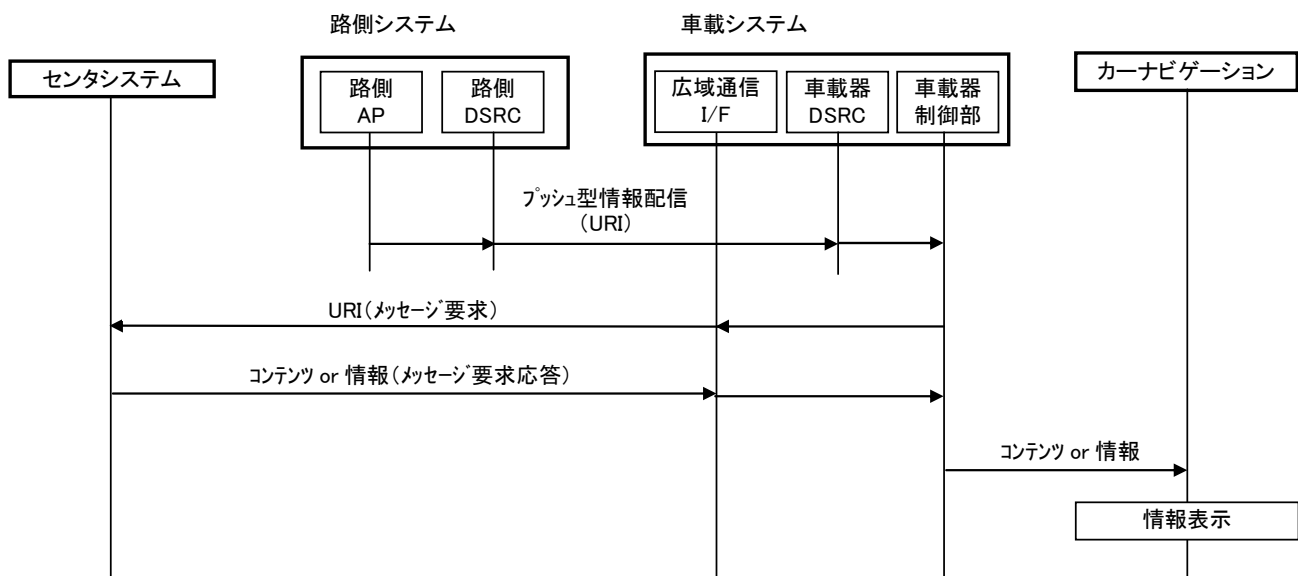 路側システム
車載システム
センタシステム
路側
AP
路側
DSRC
広域通信
I/F
車載器
DSRC
車載器
制御部
カーナビゲーション
ﾌﾟｯｼｭ型情報配信
(URI)
URI(ﾒｯｾｰｼﾞ要求)
ｺﾝﾃﾝﾂ or 情報(ﾒｯｾｰｼﾞ要求応答)
ｺﾝﾃﾝﾂ or 情報
情報表示